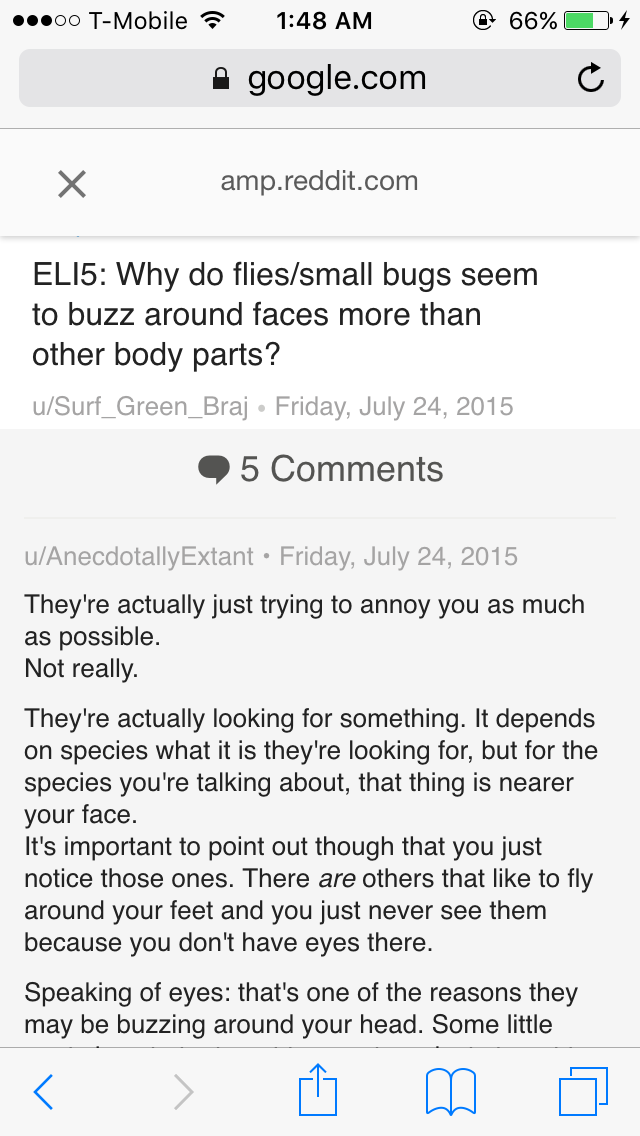 T-Mobile 1:48 AM 66%
google.com
amp.reddit.com
ELI5: Why do flies/small bugs seem
to buzz around faces more than
other body parts?
u/Surf_Green_Braj • Friday, July 24, 2015
5 Comments
u/AnecdotallyExtant • Friday, July 24, 2015
They're actually just trying to annoy you as much
as possible.
Not really.
They're actually looking for something. It depends
on species what it is they're looking for, but for the
species you're talking about, that thing is nearer
your face.
It's important to point out though that you just
notice those ones. There are others that like to fly
around your feet and you just never see them
because you don't have eyes there.
Speaking of eyes: that's one of the reasons they
may be buzzing around your head. Some little